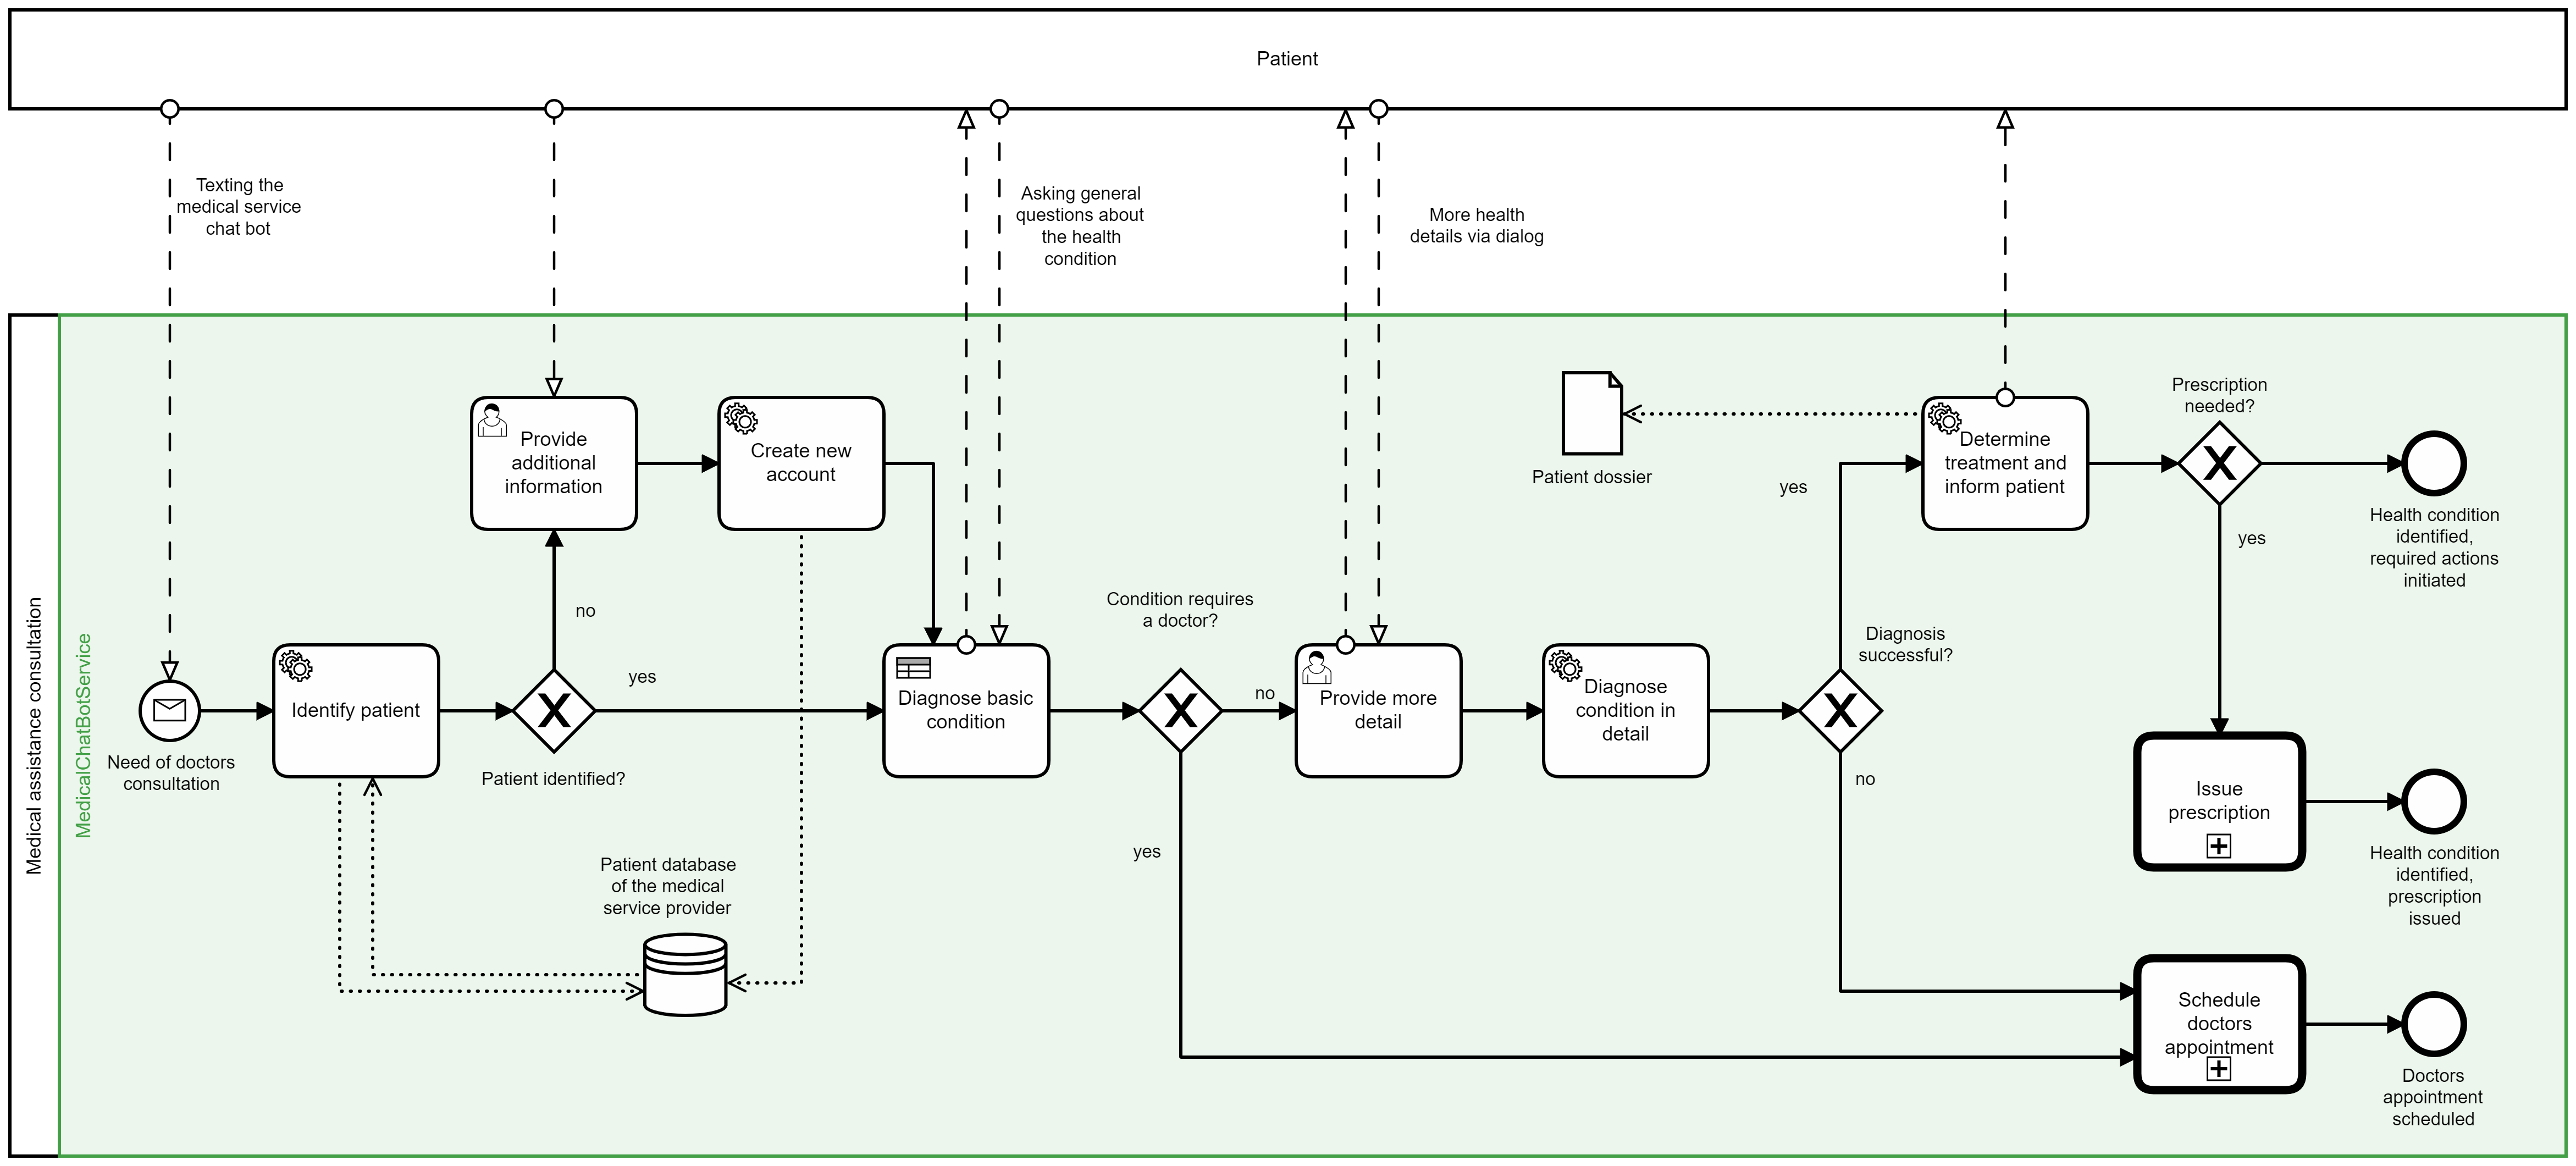 Patient
Texting the
medical service
chat bot
Asking general
questions about
the health
condition
More health
details via dialog
Medical assistance consultation
MedicalChatBotService
Need of doctors
consultation
Identify patient
Patient identified?
no
yes
Provide
additional
information
Create new
account
Patient database
of the medical
service provider
Diagnose basic
condition
Condition requires
a doctor?
no
yes
Provide more
detail
Diagnose
condition in
detail
Diagnosis
successful?
yes
no
Patient dossier
Determine
treatment and
inform patient
Prescription
needed?
yes
Health condition
identified,
required actions
initiated
Issue
prescription
Health condition
identified,
prescription
issued
Schedule
doctors
appointment
Doctors
appointment
scheduled